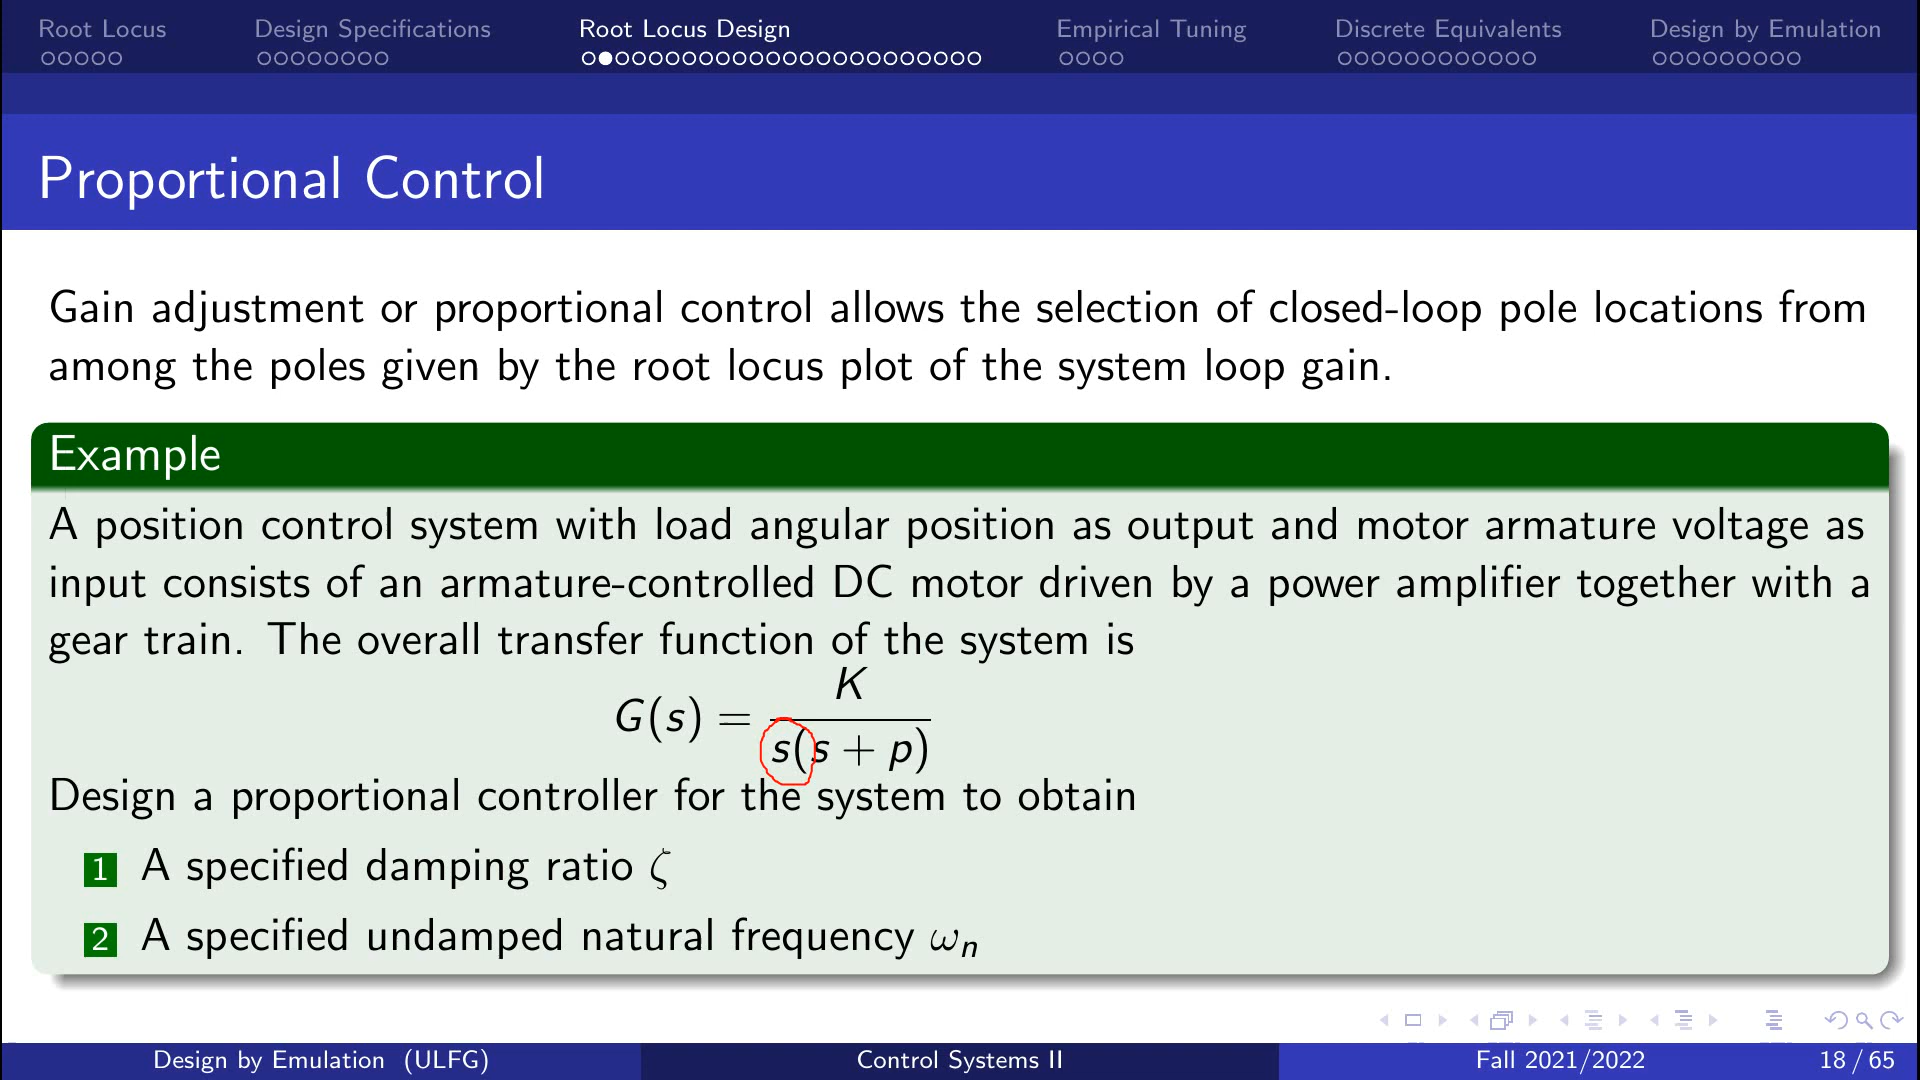 Root Locus
Design Specifications
Root Locus Design
Empirical Tuning
Discrete Equivalents
Design by Emulation
Proportional Control
Gain adjustment or proportional control allows the selection of closed-loop pole locations from
among the poles given by the root locus plot of the system loop gain.
Example
A position control system with load angular position as output and motor armature voltage as
input consists of an armature-controlled DC motor driven by a power amplifier together with a
gear train. The overall transfer function of the system is
G(s) = K / s(s + p)
Design a proportional controller for the system to obtain
1 A specified damping ratio ζ
2 A specified undamped natural frequency ωn
Design by Emulation (ULFG)
Control Systems II
Fall 2021/2022
18 / 65